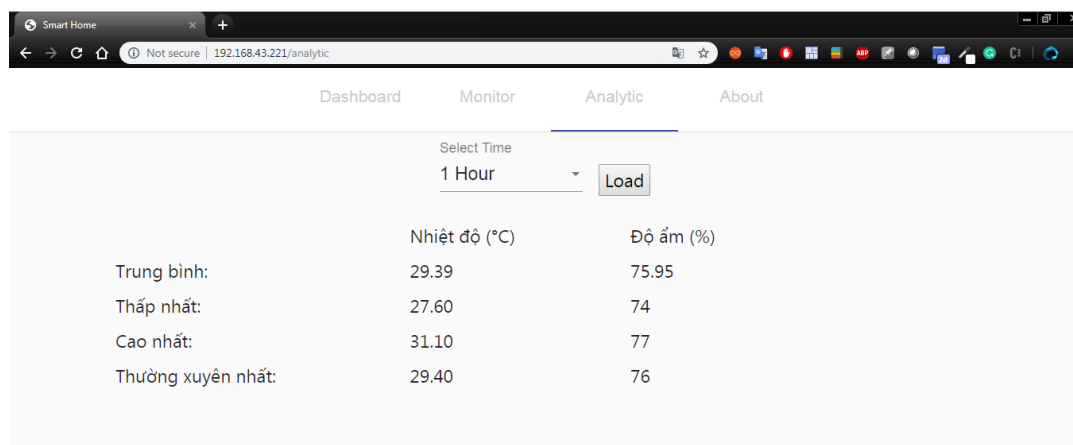 Smart Home
Not secure | 192.168.43.221/analytic
ABP
2d
Dashboard Monitor Analytic About
Select Time
1 Hour Load
Nhiệt độ (°C) Độ ẩm (%)
Trung bình: 29.39 75.95
Thấp nhất: 27.60 74
Cao nhất: 31.10 77
Thường xuyên nhất: 29.40 76